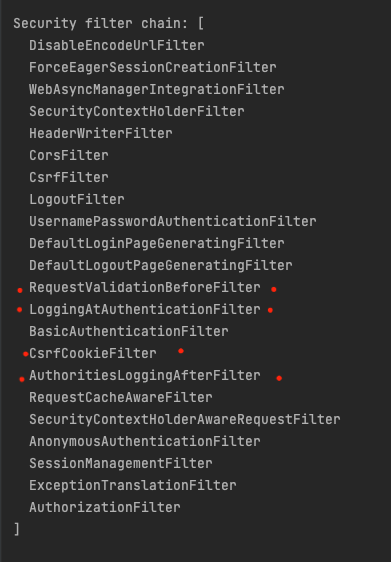 Security filter chain: [
DisableEncodeUrlFilter
ForceEagerSessionCreationFilter
WebAsyncManagerIntegrationFilter
SecurityContextHolderFilter
HeaderWriterFilter
CorsFilter
CsrfFilter
LogoutFilter
UsernamePasswordAuthenticationFilter
DefaultLoginPageGeneratingFilter
DefaultLogoutPageGeneratingFilter
RequestValidationBeforeFilter
LoggingAtAuthenticationFilter
BasicAuthenticationFilter
CsrfCookieFilter
AuthoritiesLoggingAfterFilter
RequestCacheAwareFilter
SecurityContextHolderAwareRequestFilter
AnonymousAuthenticationFilter
SessionManagementFilter
ExceptionTranslationFilter
AuthorizationFilter
]